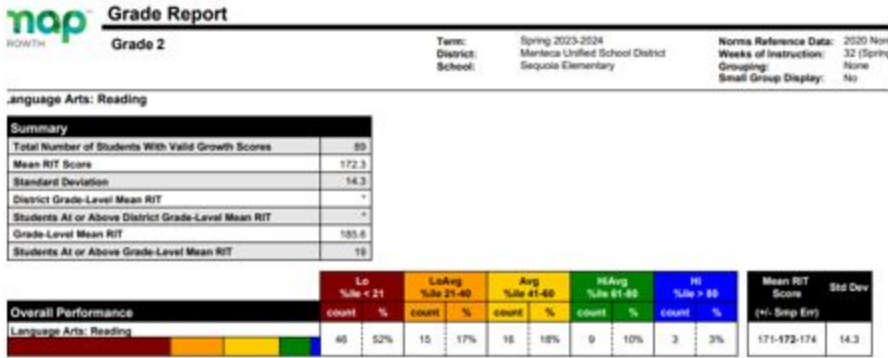 map Grade Report
GROWTH Grade 2
Term: Spring 2023-2024
District: Manteca Unified School District
School: Sequoia Elementary
Norms Reference Data: 2020 Nor
Weeks of Instruction: 32 (Spring
Grouping: None
Small Group Display: No
Language Arts: Reading
Summary
Total Number of Students With Valid Growth Scores 89
Mean RIT Score 172.3
Standard Deviation 14.3
District Grade-Level Mean RIT *
Students At or Above District Grade-Level Mean RIT *
Grade-Level Mean RIT 185.6
Students At or Above Grade-Level Mean RIT 19
Lo LoAvg Avg HiAvg Hi Mean RIT Score Std Dev
%ile < 21 %ile 21-40 %ile 41-60 %ile 61-80 %ile > 80
Overall Performance count % count % count % count % count % (+/- Smp Err)
Language Arts: Reading 46 52% 15 17% 16 18% 9 10% 3 3% 171-172-174 14.3